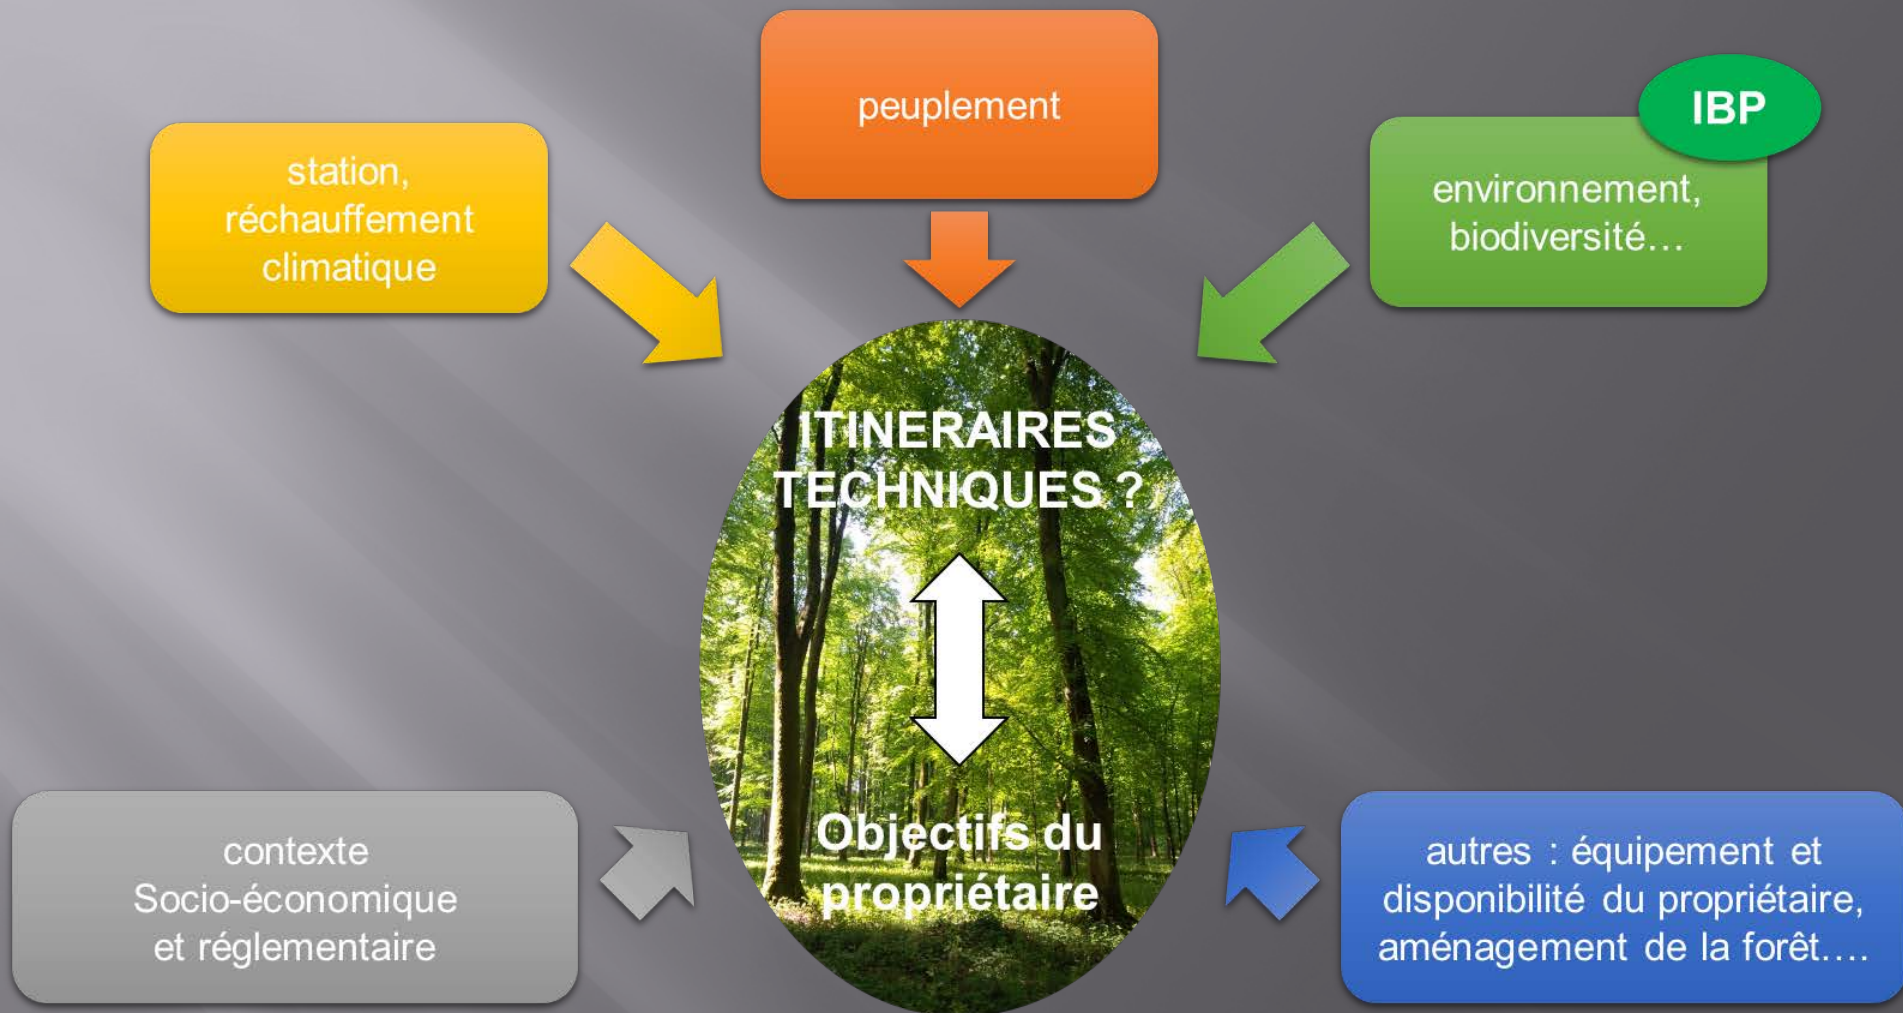 peuplement
IBP
station,
réchauffement
climatique
environnement,
biodiversité…
ITINERAIRES
TECHNIQUES ?
Objectifs du
propriétaire
contexte
Socio-économique
et réglementaire
autres : équipement et
disponibilité du propriétaire,
aménagement de la forêt….